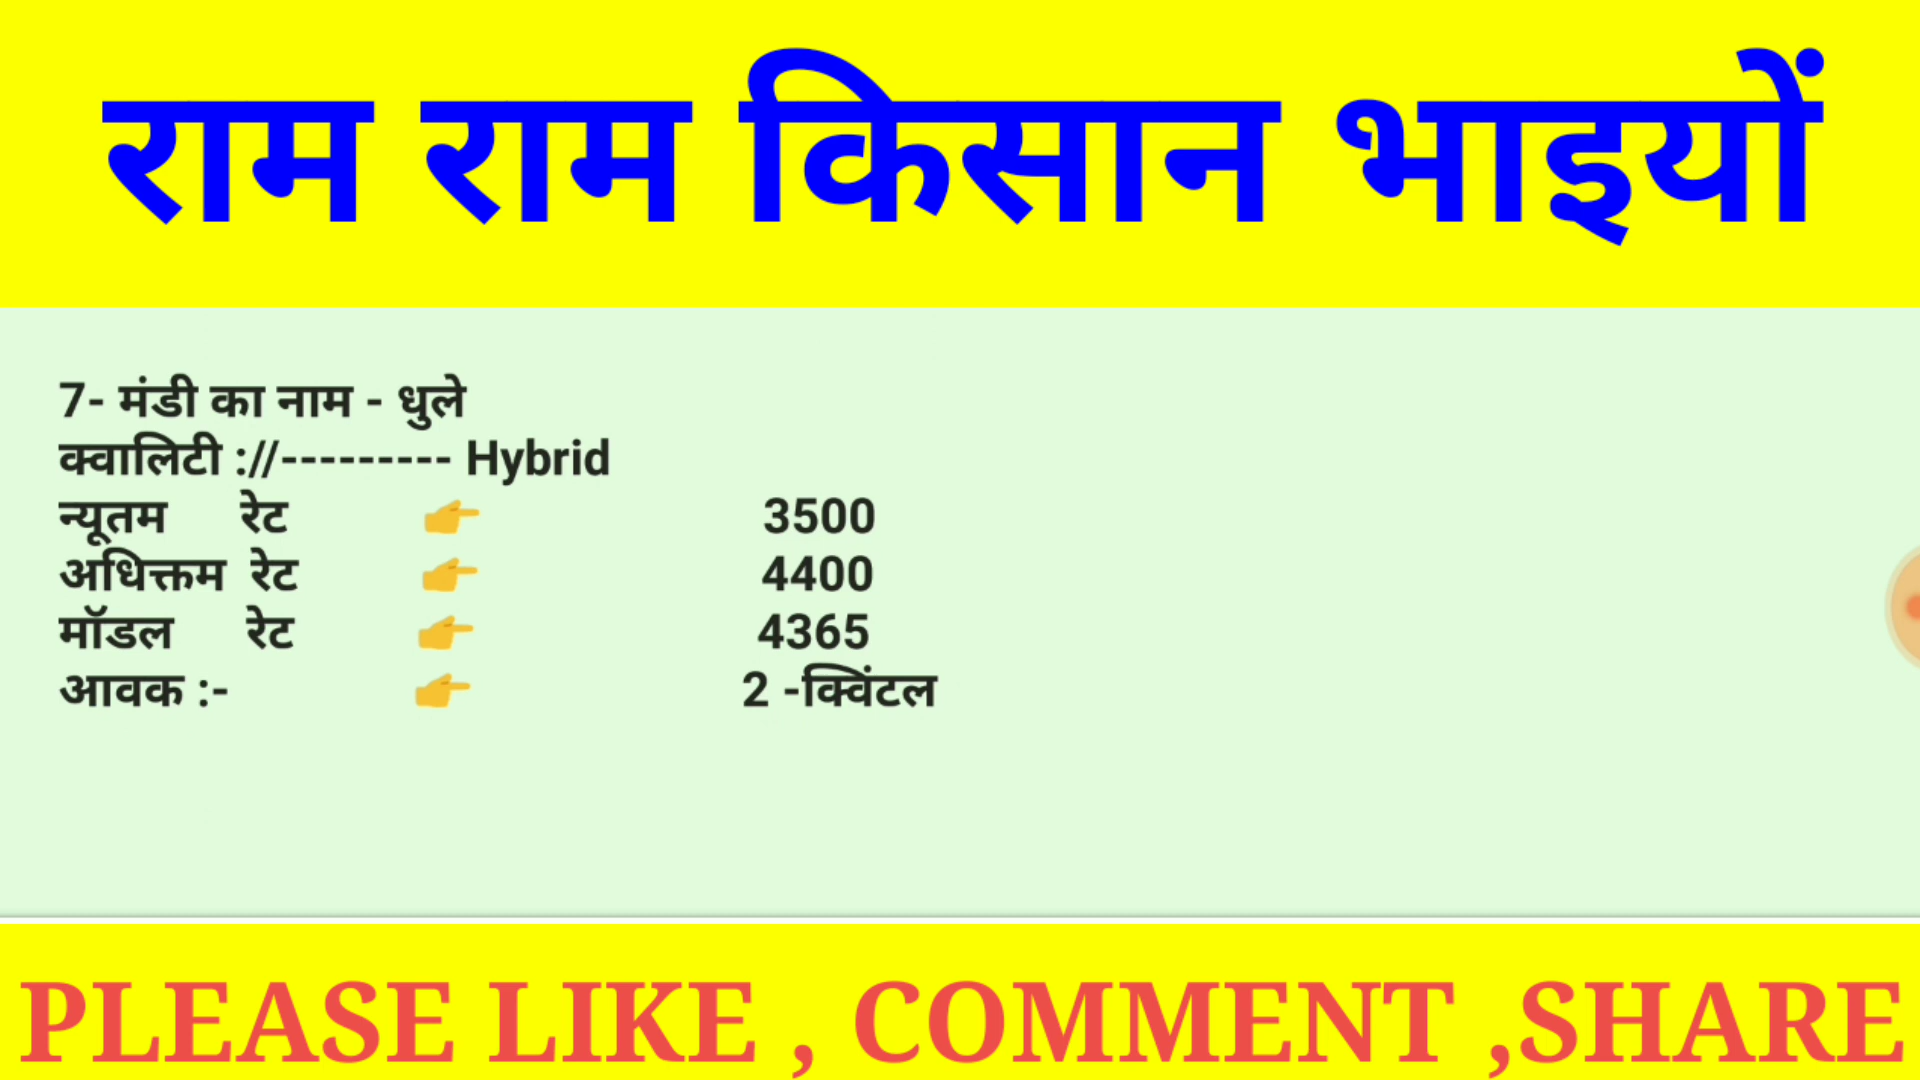 राम राम किसान भाइयों
7- मंडी का नाम - धुले
क्वालिटी ://--------- Hybrid
न्यूतम रेट 👉 3500
अधिक्तम रेट 👉 4400
मॉडल रेट 👉 4365
आवक :- 👉 2 -क्विंटल
PLEASE LIKE , COMMENT ,SHARE